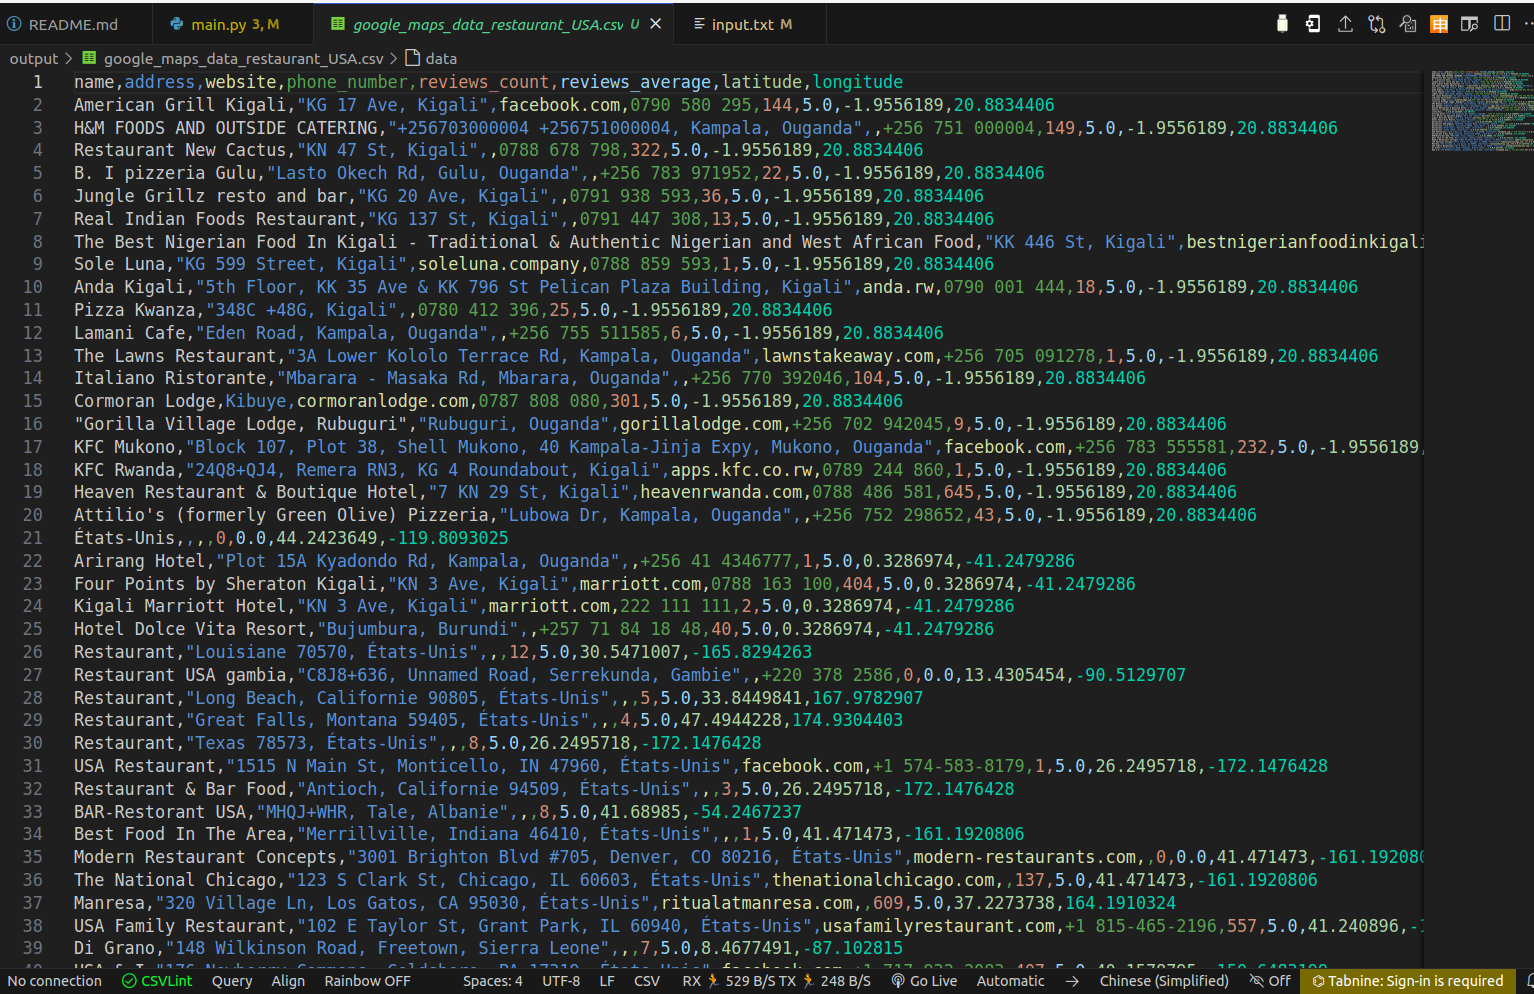 README.md main.py 3, M google_maps_data_restaurant_USA.csv U input.txt M
output > google_maps_data_restaurant_USA.csv > data
1 name,address,website,phone_number,reviews_count,reviews_average,latitude,longitude
2 American Grill Kigali,"KG 17 Ave, Kigali",facebook.com,0790 580 295,144,5.0,-1.9556189,20.8834406
3 H&M FOODS AND OUTSIDE CATERING,"+256703000004 +256751000004, Kampala, Ouganda",,+256 751 000004,149,5.0,-1.9556189,20.8834406
4 Restaurant New Cactus,"KN 47 St, Kigali",,0788 678 798,322,5.0,-1.9556189,20.8834406
5 B. I pizzeria Gulu,"Lasto Okech Rd, Gulu, Ouganda",,+256 783 971952,22,5.0,-1.9556189,20.8834406
6 Jungle Grillz resto and bar,"KG 20 Ave, Kigali",,0791 938 593,36,5.0,-1.9556189,20.8834406
7 Real Indian Foods Restaurant,"KG 137 St, Kigali",,0791 447 308,13,5.0,-1.9556189,20.8834406
8 The Best Nigerian Food In Kigali - Traditional & Authentic Nigerian and West African Food,"KK 446 St, Kigali",bestnigerianfoodinkigali
9 Sole Luna,"KG 599 Street, Kigali",soleluna.company,0788 859 593,1,5.0,-1.9556189,20.8834406
10 Anda Kigali,"5th Floor, KK 35 Ave & KK 796 St Pelican Plaza Building, Kigali",anda.rw,0790 001 444,18,5.0,-1.9556189,20.8834406
11 Pizza Kwanza,"348C +48G, Kigali",,0780 412 396,25,5.0,-1.9556189,20.8834406
12 Lamani Cafe,"Eden Road, Kampala, Ouganda",,+256 755 511585,6,5.0,-1.9556189,20.8834406
13 The Lawns Restaurant,"3A Lower Kololo Terrace Rd, Kampala, Ouganda",lawnstakeaway.com,+256 705 091278,1,5.0,-1.9556189,20.8834406
14 Italiano Ristorante,"Mbarara - Masaka Rd, Mbarara, Ouganda",,+256 770 392046,104,5.0,-1.9556189,20.8834406
15 Cormoran Lodge,Kibuye,cormoranlodge.com,0787 808 080,301,5.0,-1.9556189,20.8834406
16 "Gorilla Village Lodge, Rubuguri","Rubuguri, Ouganda",gorillalodge.com,+256 702 942045,9,5.0,-1.9556189,20.8834406
17 KFC Mukono,"Block 107, Plot 38, Shell Mukono, 40 Kampala-Jinja Expy, Mukono, Ouganda",facebook.com,+256 783 555581,232,5.0,-1.9556189,
18 KFC Rwanda,"24Q8+QJ4, Remera RN3, KG 4 Roundabout, Kigali",apps.kfc.co.rw,0789 244 860,1,5.0,-1.9556189,20.8834406
19 Heaven Restaurant & Boutique Hotel,"7 KN 29 St, Kigali",heavenrwanda.com,0788 486 581,645,5.0,-1.9556189,20.8834406
20 Attilio's (formerly Green Olive) Pizzeria,"Lubowa Dr, Kampala, Ouganda",,+256 752 298652,43,5.0,-1.9556189,20.8834406
21 États-Unis,,,,0,0.0,44.2423649,-119.8093025
22 Arirang Hotel,"Plot 15A Kyadondo Rd, Kampala, Ouganda",,+256 41 4346777,1,5.0,0.3286974,-41.2479286
23 Four Points by Sheraton Kigali,"KN 3 Ave, Kigali",marriott.com,0788 163 100,404,5.0,0.3286974,-41.2479286
24 Kigali Marriott Hotel,"KN 3 Ave, Kigali",marriott.com,222 111 111,2,5.0,0.3286974,-41.2479286
25 Hotel Dolce Vita Resort,"Bujumbura, Burundi",,+257 71 84 18 48,40,5.0,0.3286974,-41.2479286
26 Restaurant,"Louisiane 70570, États-Unis",,,12,5.0,30.5471007,-165.8294263
27 Restaurant USA gambia,"C8J8+636, Unnamed Road, Serrekunda, Gambie",,+220 378 2586,0,0.0,13.4305454,-90.5129707
28 Restaurant,"Long Beach, Californie 90805, États-Unis",,,5,5.0,33.8449841,167.9782907
29 Restaurant,"Great Falls, Montana 59405, États-Unis",,,4,5.0,47.4944228,174.9304403
30 Restaurant,"Texas 78573, États-Unis",,,8,5.0,26.2495718,-172.1476428
31 USA Restaurant,"1515 N Main St, Monticello, IN 47960, États-Unis",facebook.com,+1 574-583-8179,1,5.0,26.2495718,-172.1476428
32 Restaurant & Bar Food,"Antioch, Californie 94509, États-Unis",,,3,5.0,26.2495718,-172.1476428
33 BAR-Restorant USA,"MHQJ+WHR, Tale, Albanie",,,8,5.0,41.68985,-54.2467237
34 Best Food In The Area,"Merrillville, Indiana 46410, États-Unis",,,1,5.0,41.471473,-161.1920806
35 Modern Restaurant Concepts,"3001 Brighton Blvd #705, Denver, CO 80216, États-Unis",modern-restaurants.com,,0,0.0,41.471473,-161.192080
36 The National Chicago,"123 S Clark St, Chicago, IL 60603, États-Unis",thenationalchicago.com,,137,5.0,41.471473,-161.1920806
37 Manresa,"320 Village Ln, Los Gatos, CA 95030, États-Unis",ritualatmanresa.com,,609,5.0,37.2273738,164.1910324
38 USA Family Restaurant,"102 E Taylor St, Grant Park, IL 60940, États-Unis",usafamilyrestaurant.com,+1 815-465-2196,557,5.0,41.240896,-1
39 Di Grano,"148 Wilkinson Road, Freetown, Sierra Leone",,,7,5.0,8.4677491,-87.102815
No connection CSVLint Query Align Rainbow OFF Spaces: 4 UTF-8 LF CSV RX 529 B/S TX 248 B/S Go Live Automatic Chinese (Simplified) Off Tabnine: Sign-in is required